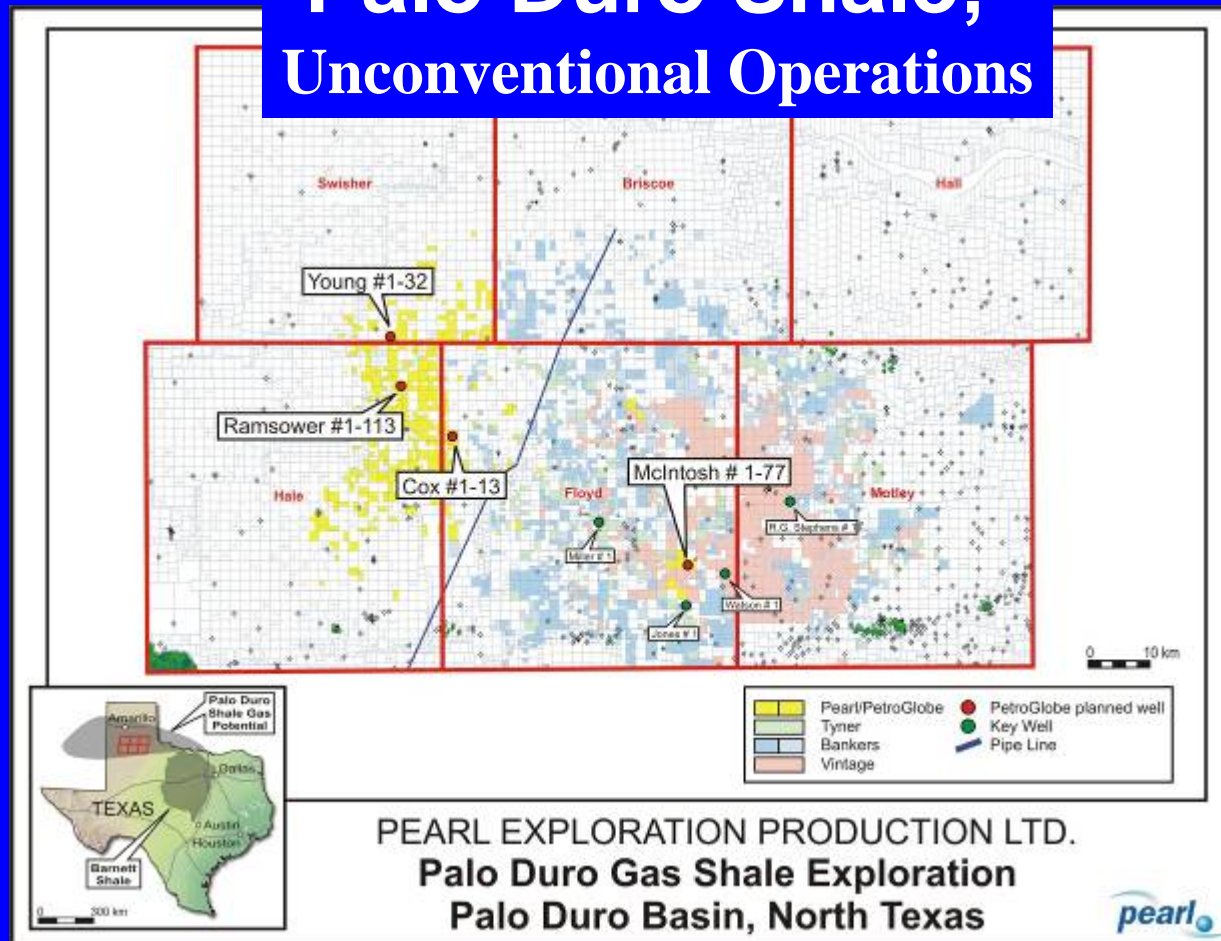 Palo Duro Shale,
Unconventional Operations
Swisher
Briscoe
Hall
Young #1-32
Ramsower #1-113
Cox #1-13
McIntosh # 1-77
Hale
Floyd
Motley
R.G. Stephens # 1
Miller # 1
Watson # 1
Jones # 1
0 10 km
Pearl/PetroGlobe
Tyner
Bankers
Vintage
PetroGlobe planned well
Key Well
Pipe Line
Palo Duro
Shale Gas
Potential
Amarillo
Dallas
TEXAS
Austin
Houston
Barnett
Shale
0 300 km
PEARL EXPLORATION PRODUCTION LTD.
Palo Duro Gas Shale Exploration
Palo Duro Basin, North Texas
pearl